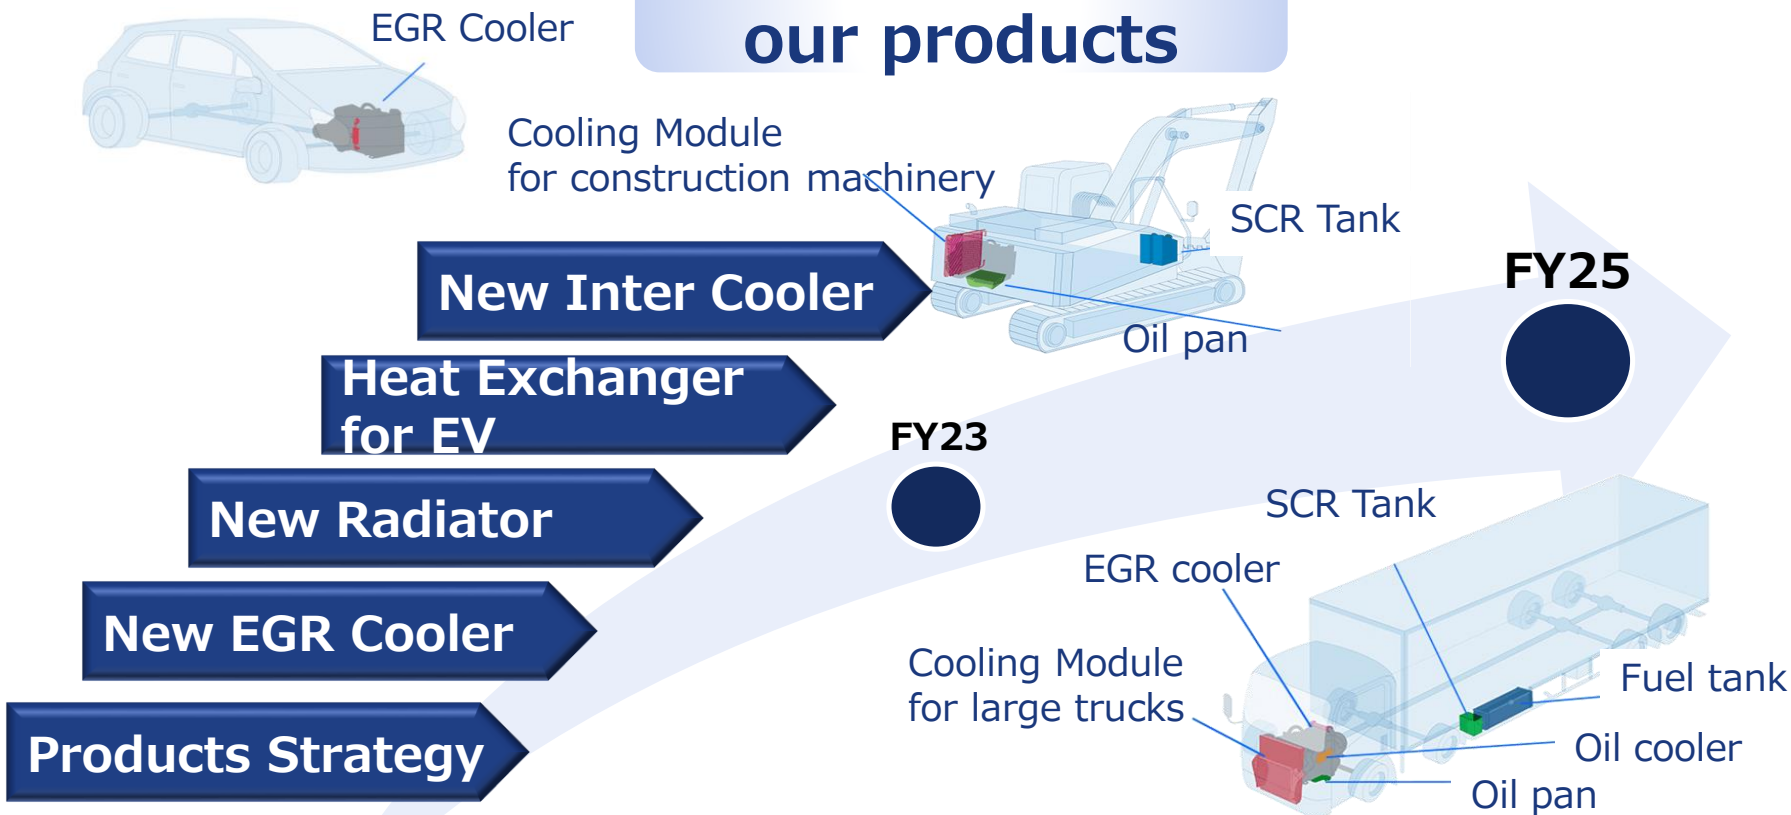 our products
EGR Cooler
Cooling Module
for construction machinery
SCR Tank
Oil pan
New Inter Cooler
Heat Exchanger
for EV
New Radiator
New EGR Cooler
Products Strategy
FY23
FY25
SCR Tank
EGR cooler
Cooling Module
for large trucks
Fuel tank
Oil cooler
Oil pan